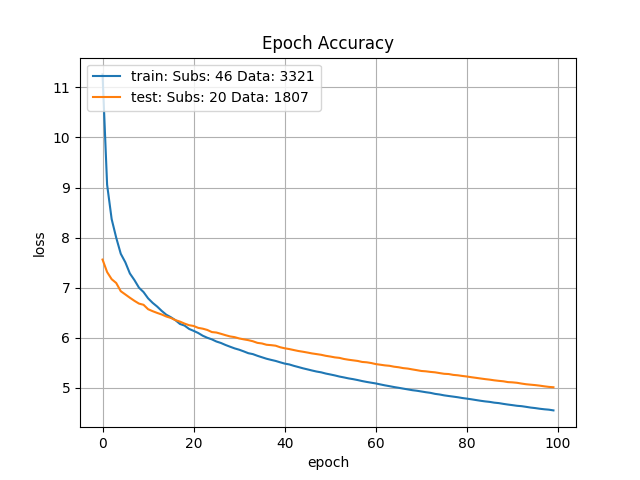 Epoch Accuracy
train: Subs: 46 Data: 3321
test: Subs: 20 Data: 1807
11
10
9
8
7
6
5
loss
0 20 40 60 80 100
epoch